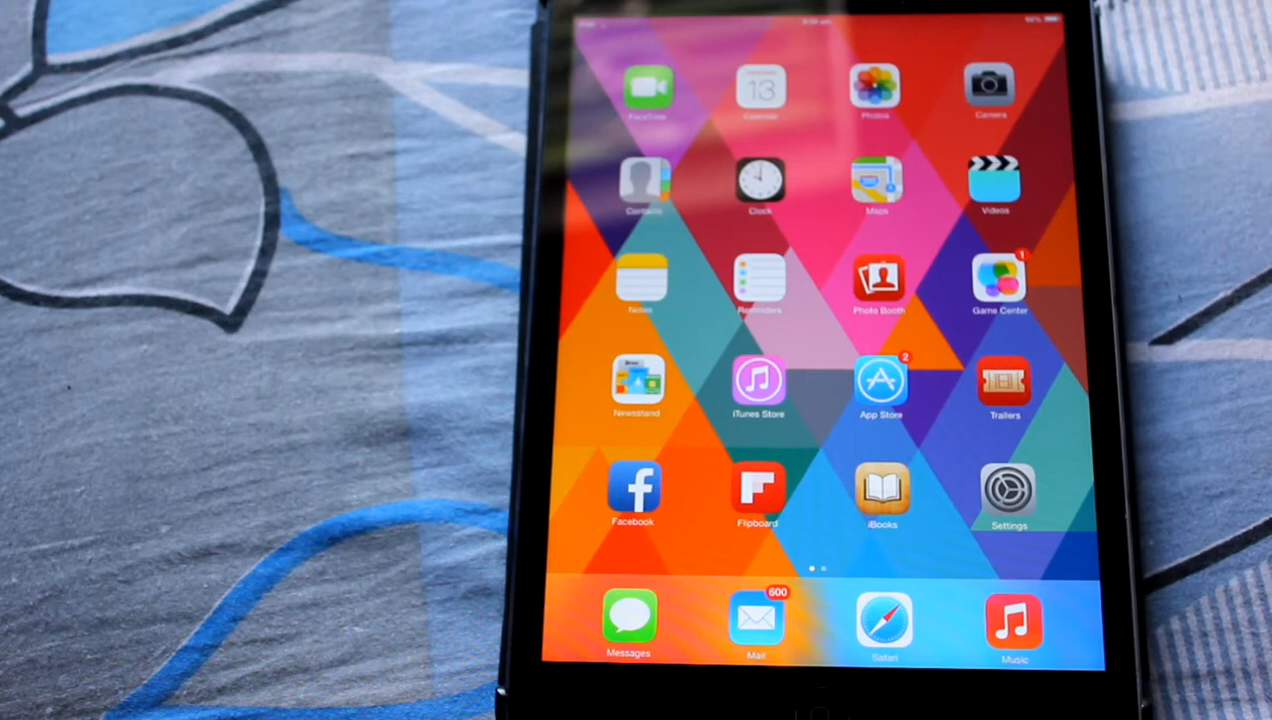 FaceTime
13
Calendar
Photos
Camera
Contacts
Clock
Maps
Videos
Notes
Reminders
Photo Booth
1
Game Center
Newsstand
iTunes Store
2
App Store
Trailers
Facebook
Flipboard
iBooks
Settings
Messages
600
Mail
Safari
Music